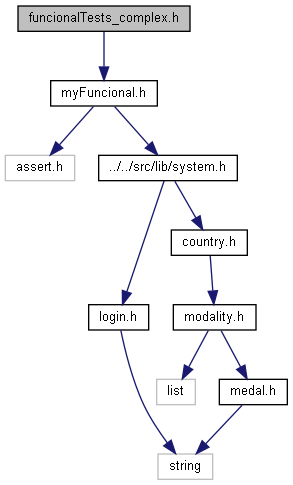 funcionalTests_complex.h
myFuncional.h
assert.h
../../src/lib/system.h
country.h
login.h
modality.h
list
medal.h
string